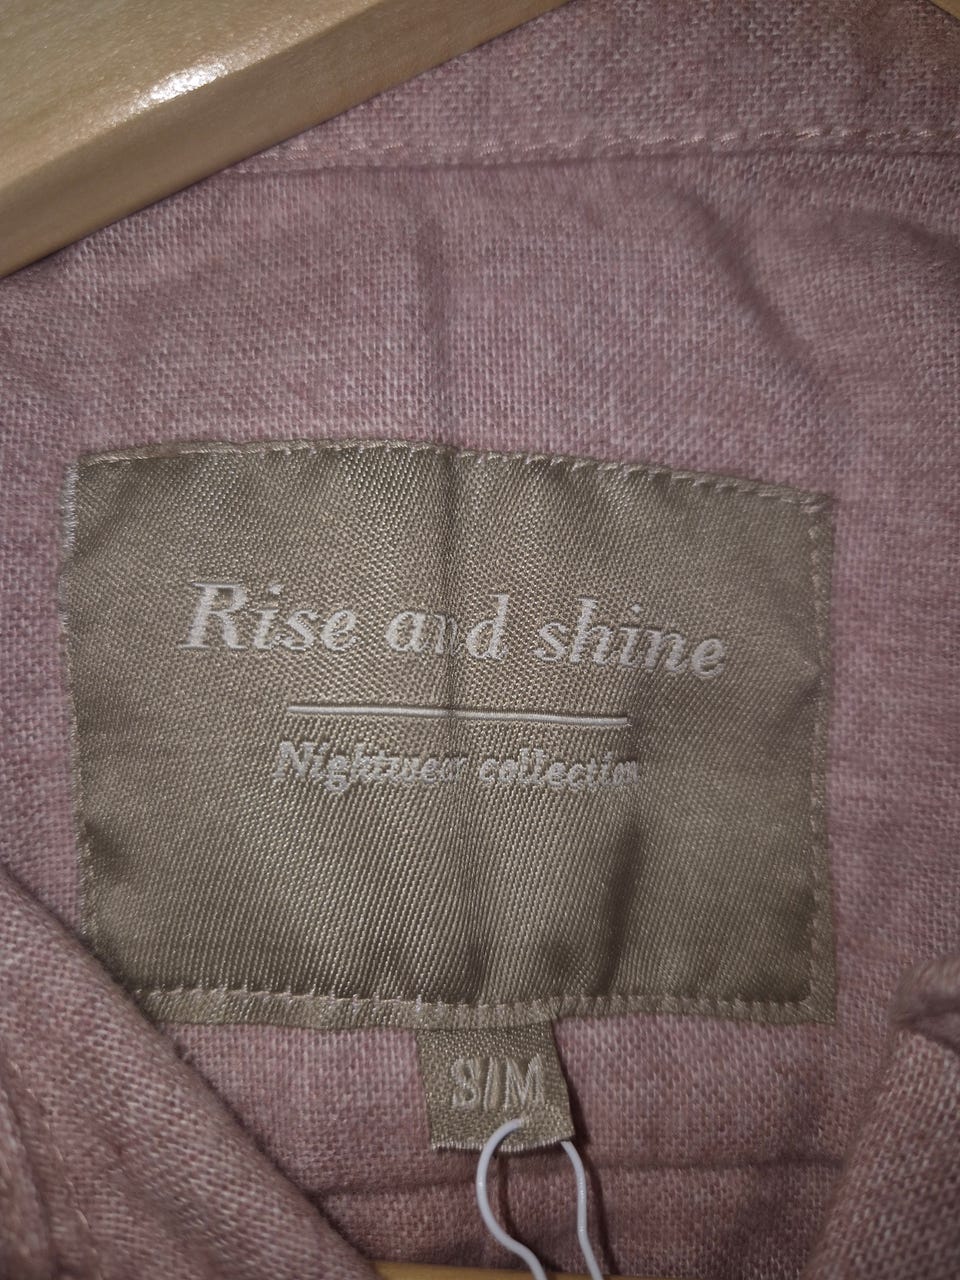 Rise and shine
Nightwear collection
S/M